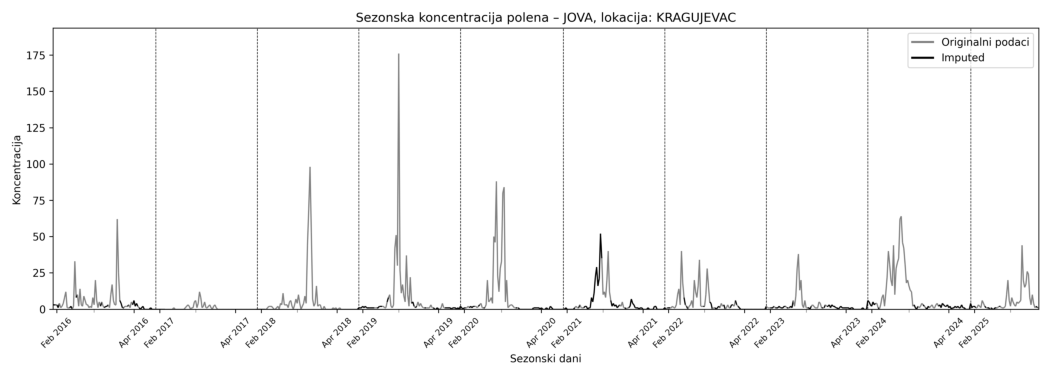 Sezonska koncentracija polena – JOVA, lokacija: KRAGUJEVAC
Originalni podaci
Imputed
Koncentracija
175
150
125
100
75
50
25
0
Feb 2016
Apr 2016
Feb 2017
Apr 2017
Feb 2018
Apr 2018
Feb 2019
Apr 2019
Feb 2020
Apr 2020
Feb 2021
Apr 2021
Feb 2022
Apr 2022
Feb 2023
Apr 2023
Feb 2024
Apr 2024
Feb 2025
Sezonski dani